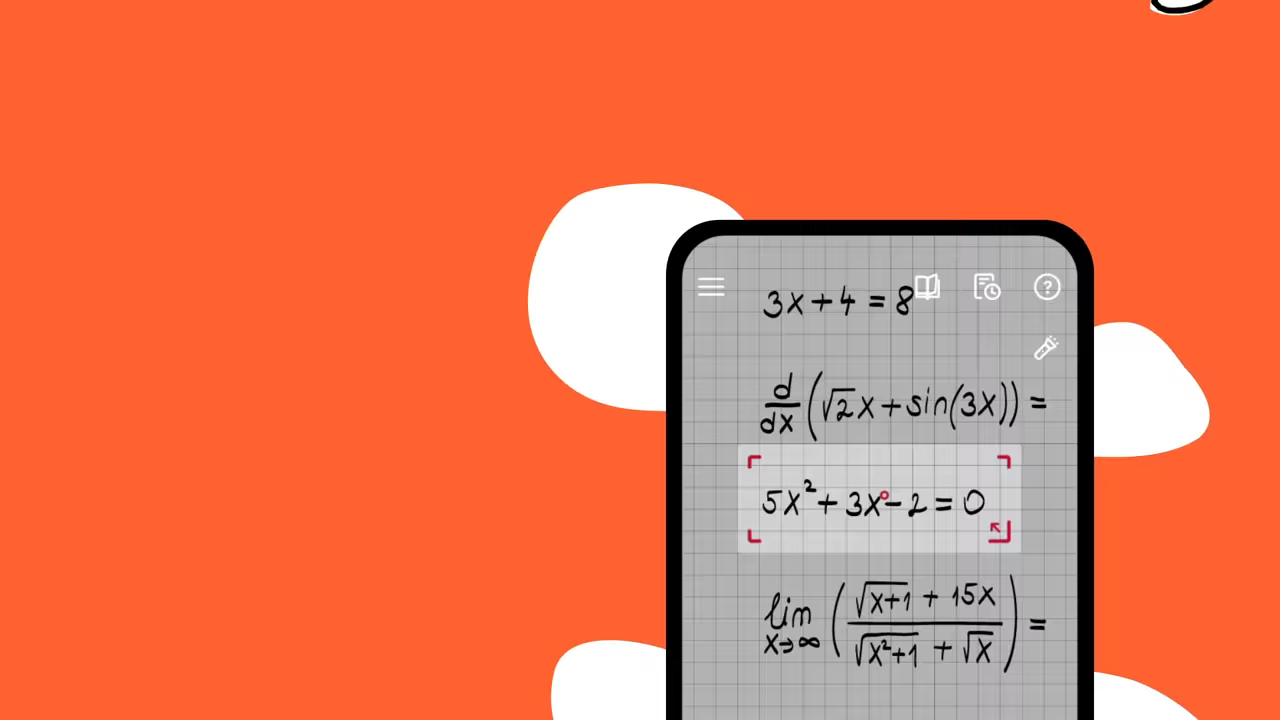 3x+4=8
d/dx(√2x+sin(3x))=
5x²+3x-2=0
lim x→∞ ((√x+1 + 15x)/(√x²+1 + √x))=